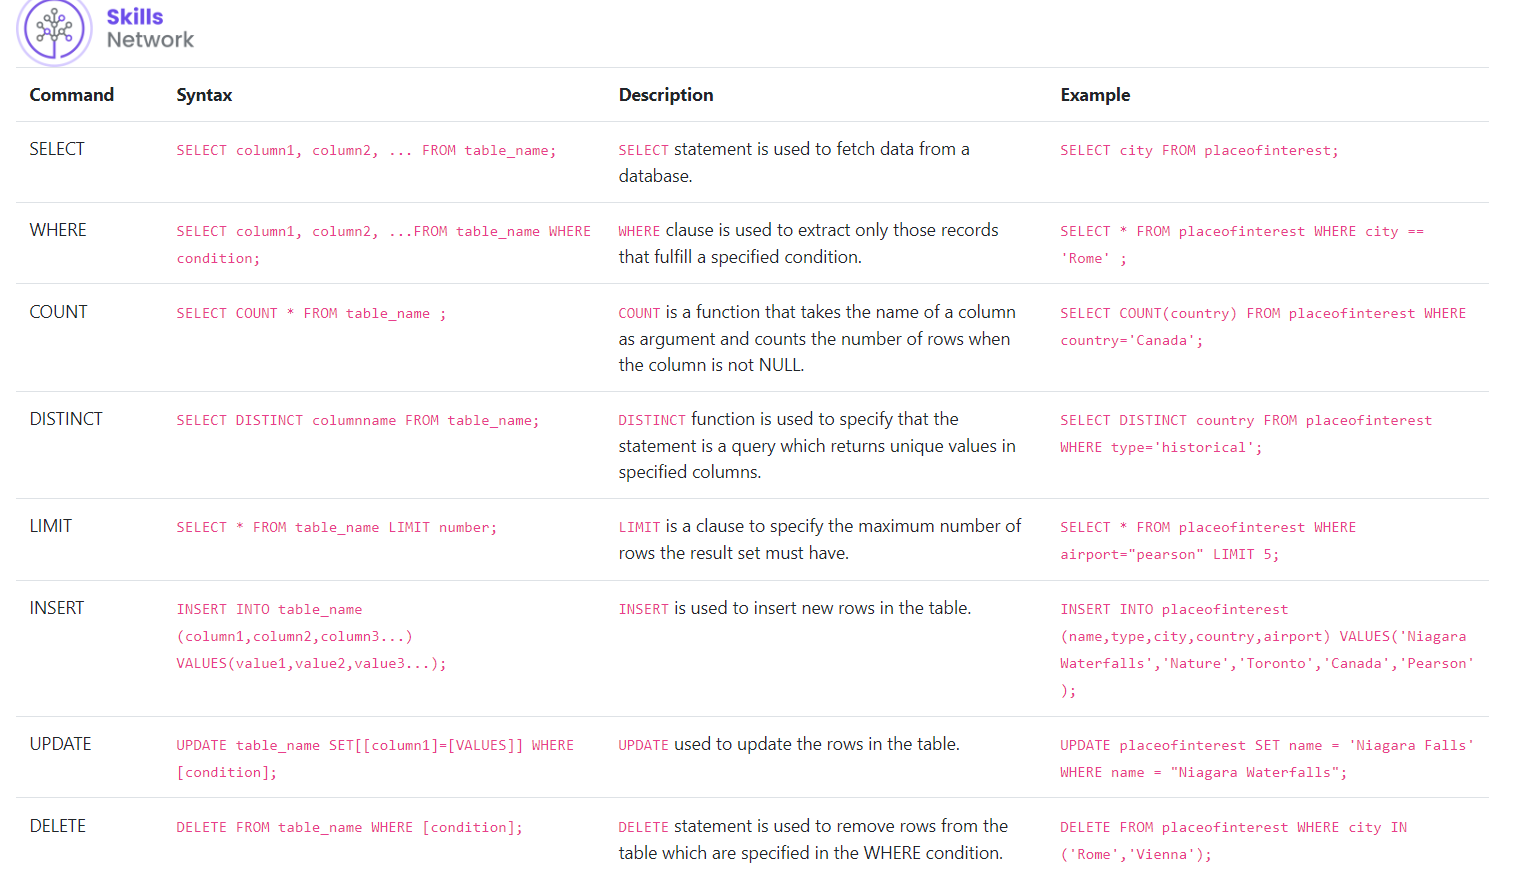 Skills
Network
Command Syntax Description Example
SELECT SELECT column1, column2, ... FROM table_name; SELECT statement is used to fetch data from a SELECT city FROM placeofinterest;
database.
WHERE SELECT column1, column2, ...FROM table_name WHERE WHERE clause is used to extract only those records SELECT * FROM placeofinterest WHERE city ==
condition; that fulfill a specified condition. 'Rome' ;
COUNT SELECT COUNT * FROM table_name ; COUNT is a function that takes the name of a column SELECT COUNT(country) FROM placeofinterest WHERE
as argument and counts the number of rows when country='Canada';
the column is not NULL.
DISTINCT SELECT DISTINCT columnname FROM table_name; DISTINCT function is used to specify that the SELECT DISTINCT country FROM placeofinterest
statement is a query which returns unique values in WHERE type='historical';
specified columns.
LIMIT SELECT * FROM table_name LIMIT number; LIMIT is a clause to specify the maximum number of SELECT * FROM placeofinterest WHERE
rows the result set must have. airport="pearson" LIMIT 5;
INSERT INSERT INTO table_name INSERT is used to insert new rows in the table. INSERT INTO placeofinterest
(column1,column2,column3...) (name,type,city,country,airport) VALUES('Niagara
VALUES(value1,value2,value3...); Waterfalls','Nature','Toronto','Canada','Pearson'
);
UPDATE UPDATE table_name SET[[column1]=[VALUES]] WHERE UPDATE used to update the rows in the table. UPDATE placeofinterest SET name = 'Niagara Falls'
[condition]; WHERE name = "Niagara Waterfalls";
DELETE DELETE FROM table_name WHERE [condition]; DELETE statement is used to remove rows from the DELETE FROM placeofinterest WHERE city IN
table which are specified in the WHERE condition. ('Rome','Vienna');